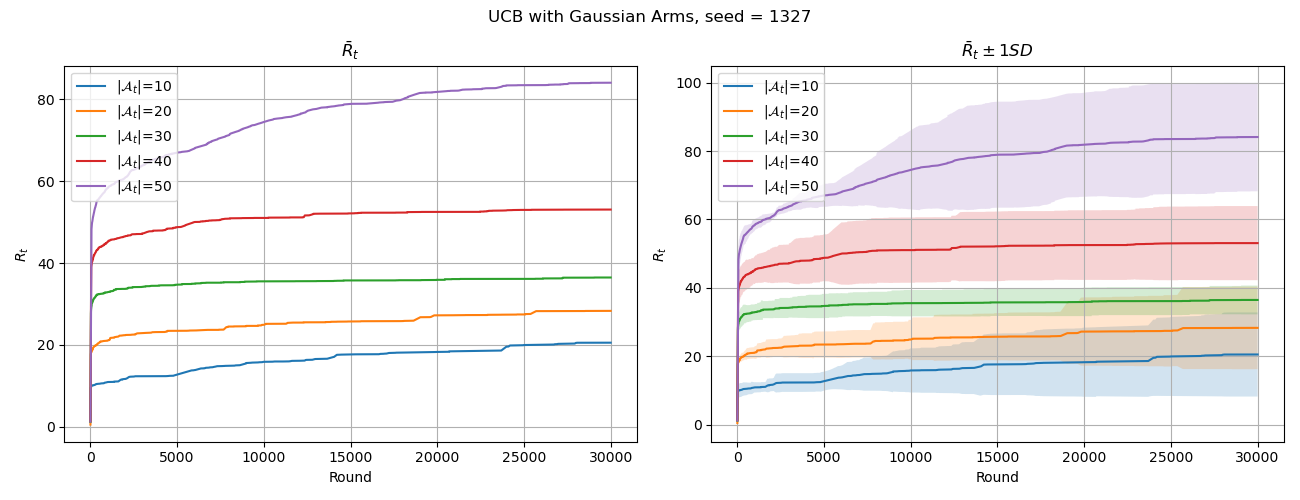 UCB with Gaussian Arms, seed = 1327
R̄ₜ
R̄ₜ ± 1SD
|𝒜ₜ|=10
|𝒜ₜ|=20
|𝒜ₜ|=30
|𝒜ₜ|=40
|𝒜ₜ|=50
Rₜ
80
60
40
20
0
0 5000 10000 15000 20000 25000 30000
Round
|𝒜ₜ|=10
|𝒜ₜ|=20
|𝒜ₜ|=30
|𝒜ₜ|=40
|𝒜ₜ|=50
Rₜ
100
80
60
40
20
0
0 5000 10000 15000 20000 25000 30000
Round